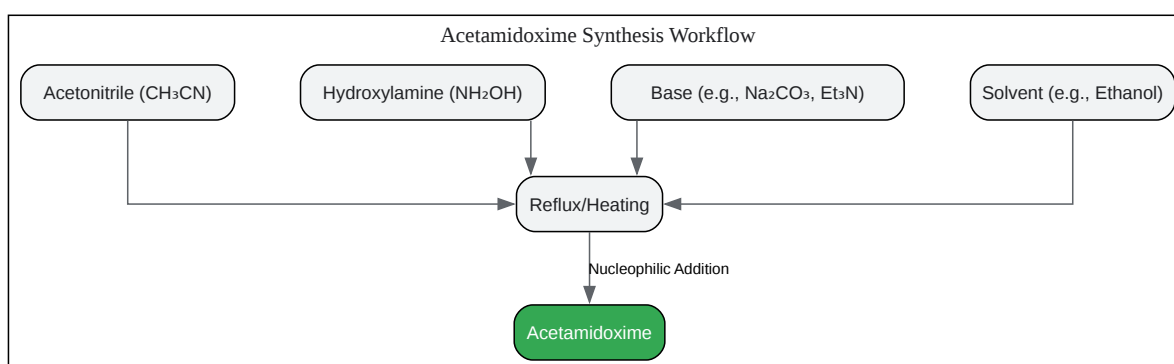 Acetamidoxime Synthesis Workflow
Acetonitrile (CH₃CN)
Hydroxylamine (NH₂OH)
Base (e.g., Na₂CO₃, Et₃N)
Solvent (e.g., Ethanol)
Reflux/Heating
Nucleophilic Addition
Acetamidoxime